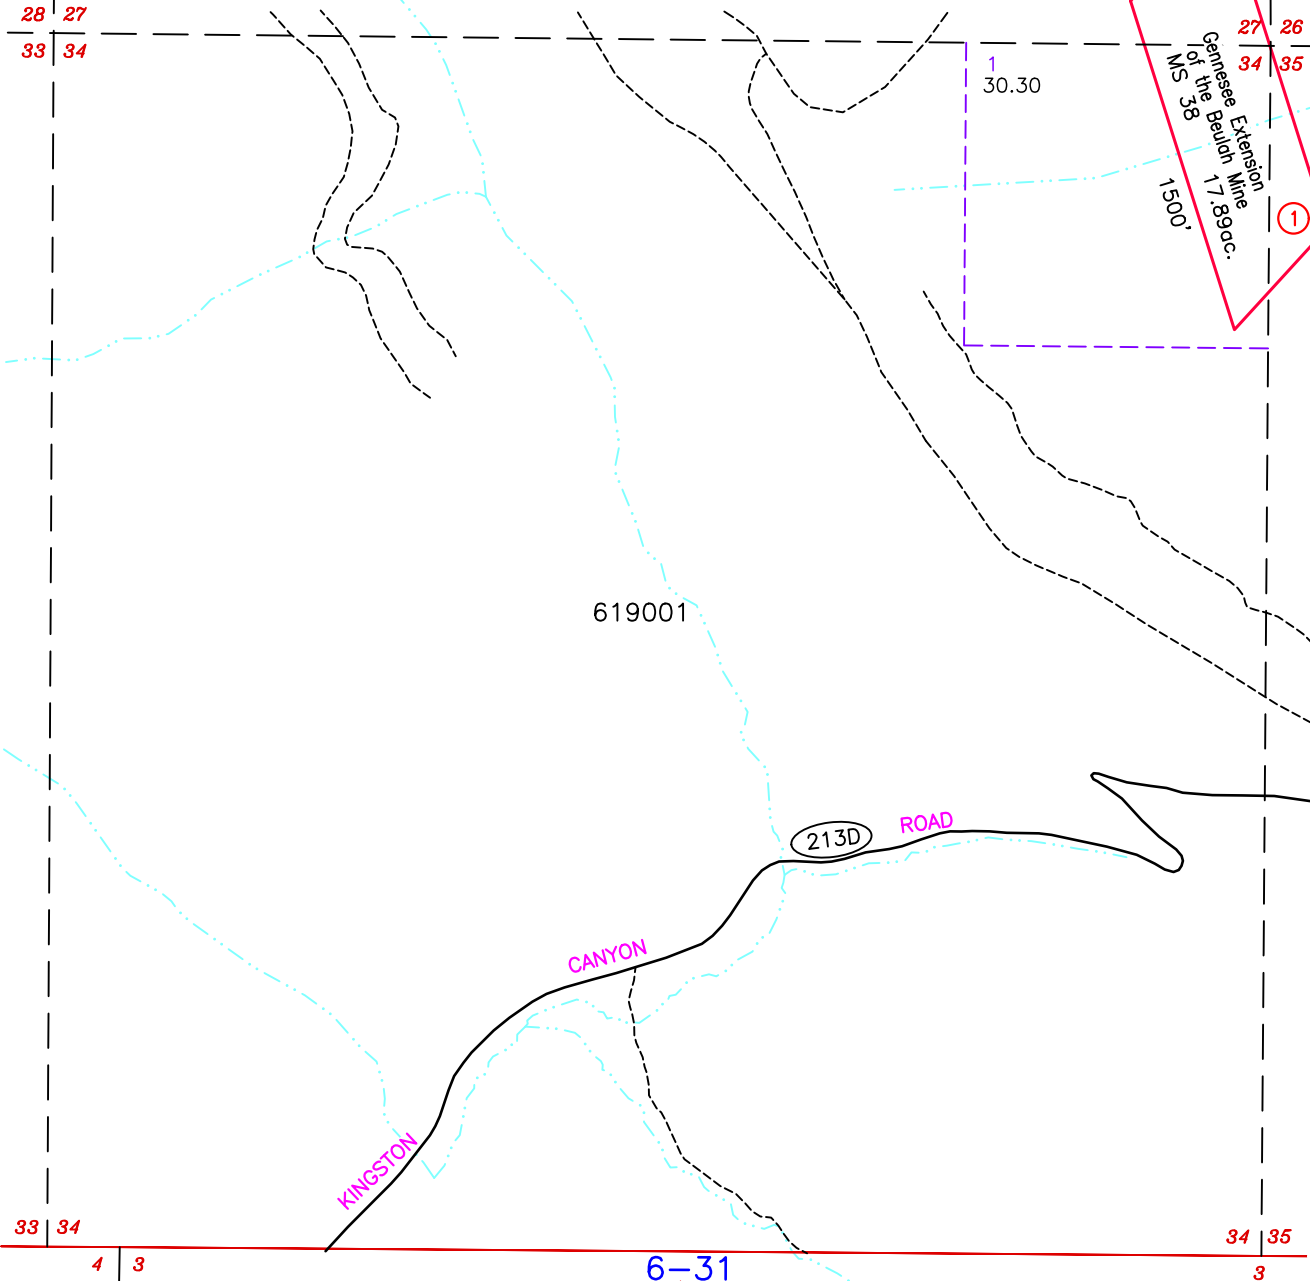 28 27
33 34
27 26
34 35
1
30.30
Gennesee Extension
of the Beulah Mine
MS 38 17.89ac.
1500'
1
619001
213D
KINGSTON CANYON ROAD
33 34
34 35
4 3
6-31
3